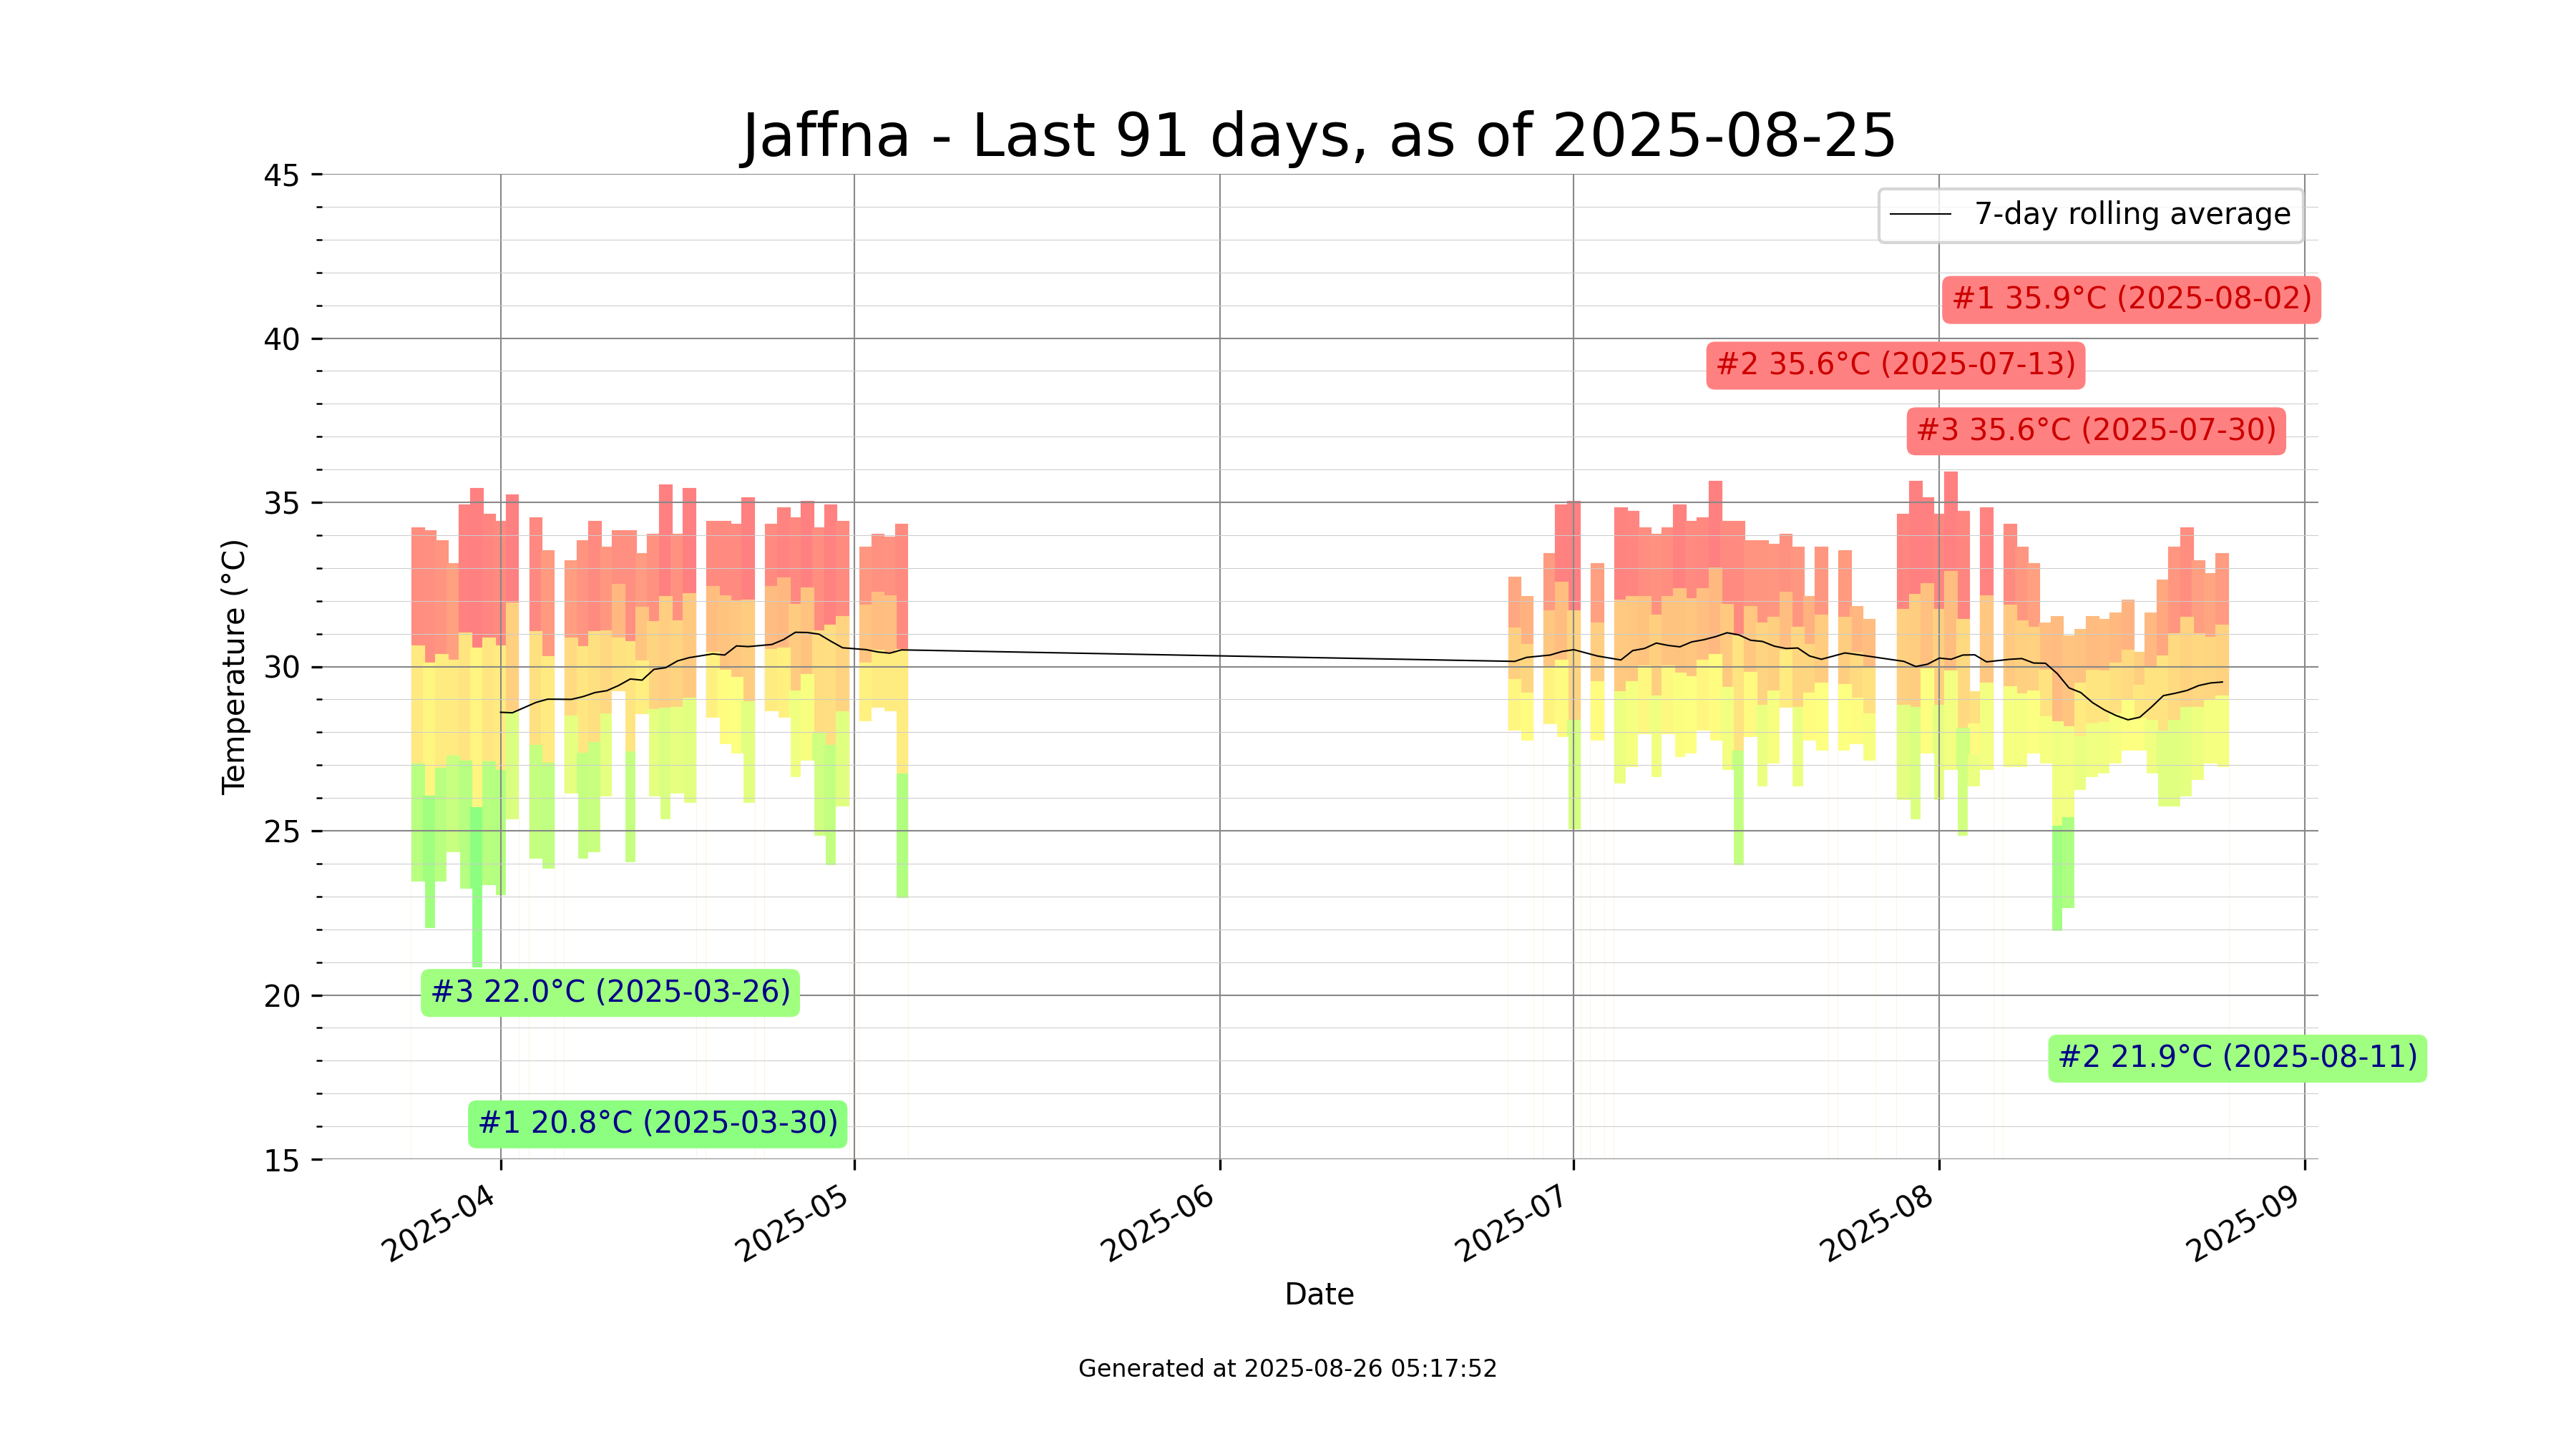 Jaffna - Last 91 days, as of 2025-08-25
45
40
35
30
25
20
15
Temperature (°C)
7-day rolling average
#1 35.9°C (2025-08-02)
#2 35.6°C (2025-07-13)
#3 35.6°C (2025-07-30)
#3 22.0°C (2025-03-26)
#2 21.9°C (2025-08-11)
#1 20.8°C (2025-03-30)
2025-04
2025-05
2025-06
2025-07
2025-08
2025-09
Date
Generated at 2025-08-26 05:17:52